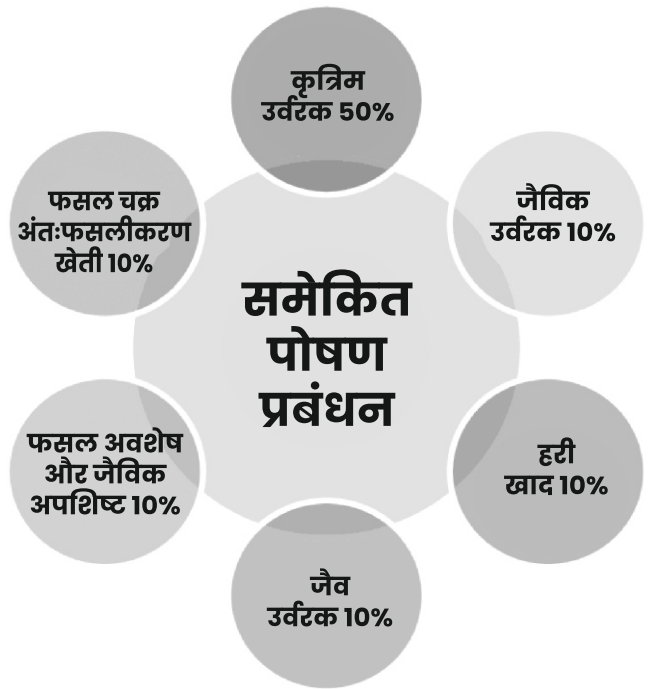 कृत्रिम
उर्वरक 50%
जैविक
उर्वरक 10%
हरी
खाद 10%
जैव
उर्वरक 10%
फसल अवशेष
और जैविक
अपशिष्ट 10%
फसल चक्र
अंतःफसलीकरण
खेती 10%
समेकित
पोषण
प्रबंधन